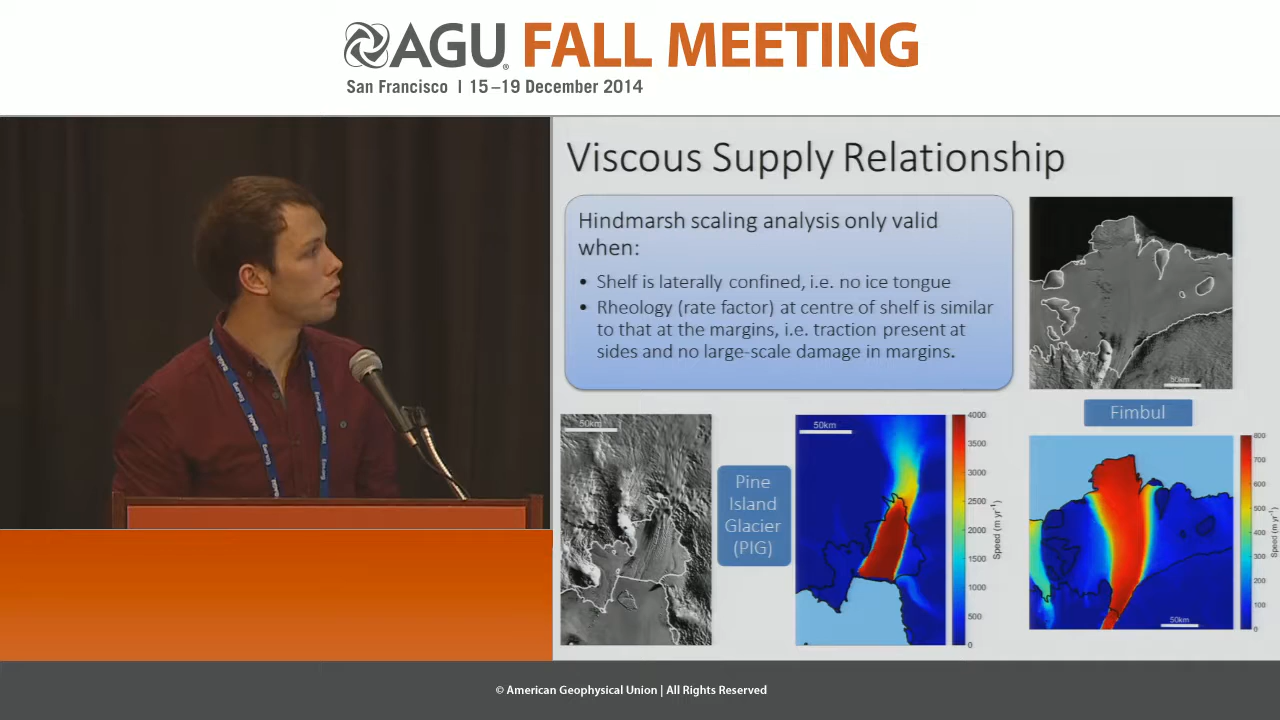 AGU FALL MEETING
San Francisco | 15–19 December 2014
Viscous Supply Relationship
Hindmarsh scaling analysis only valid
when:
• Shelf is laterally confined, i.e. no ice tongue
• Rheology (rate factor) at centre of shelf is similar
to that at the margins, i.e. traction present at
sides and no large-scale damage in margins.
50km
Fimbul
50km
Pine
Island
Glacier
(PIG)
50km
4000
3500
3000
2500
2000
1500
1000
500
0
Speed (m yr⁻¹)
800
700
600
500
400
300
200
100
0
Speed (m yr⁻¹)
50km
© American Geophysical Union | All Rights Reserved